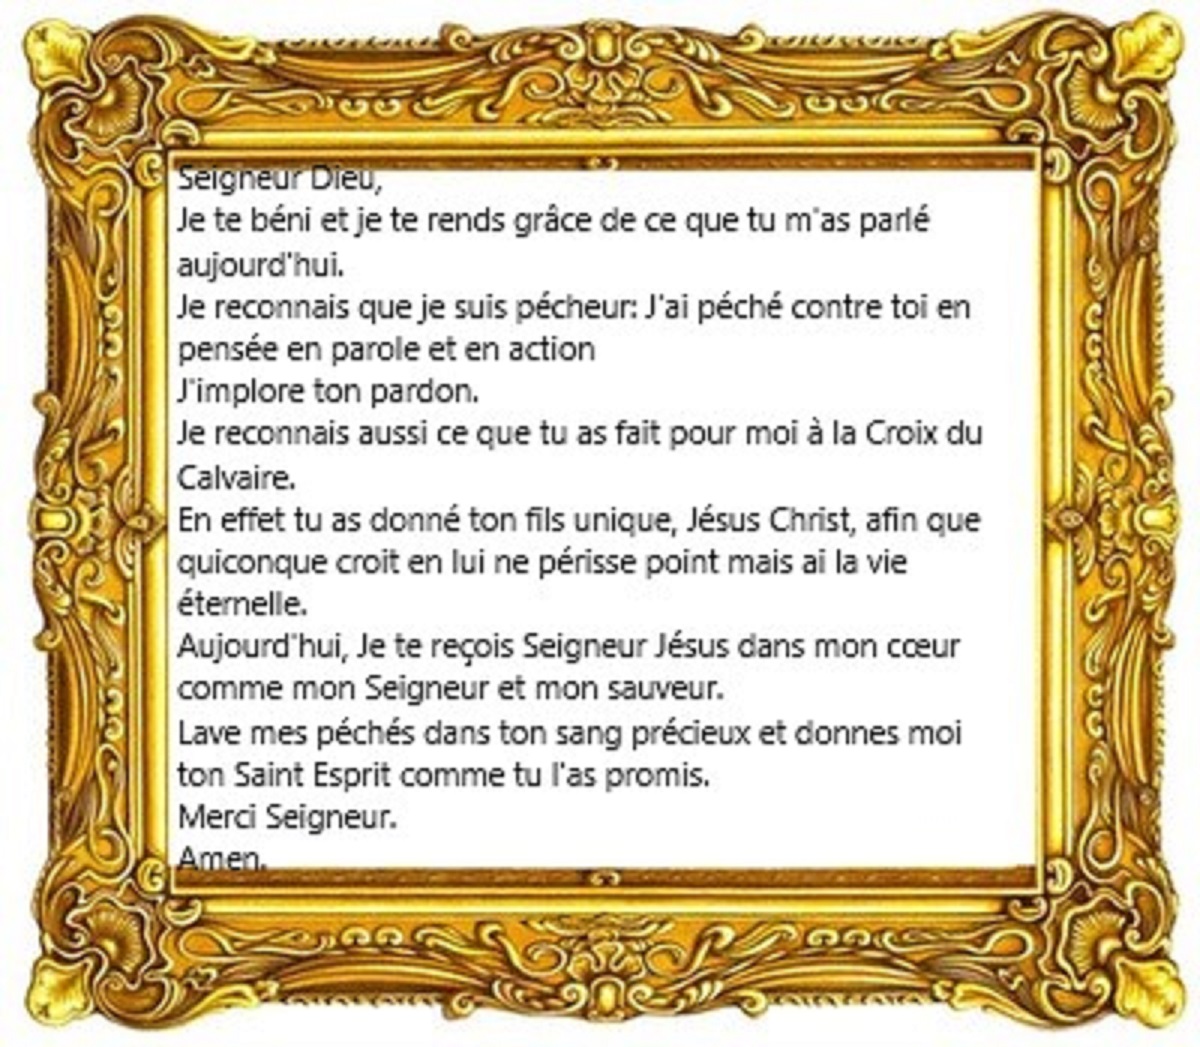 Seigneur Dieu,
Je te béni et je te rends grâce de ce que tu m'as parlé
aujourd'hui.
Je reconnais que je suis pécheur: J'ai péché contre toi en
pensée en parole et en action
J'implore ton pardon.
Je reconnais aussi ce que tu as fait pour moi à la Croix du
Calvaire.
En effet tu as donné ton fils unique, Jésus Christ, afin que
quiconque croit en lui ne périsse point mais ai la vie
éternelle.
Aujourd'hui, Je te reçois Seigneur Jésus dans mon cœur
comme mon Seigneur et mon sauveur.
Lave mes péchés dans ton sang précieux et donnes moi
ton Saint Esprit comme tu l'as promis.
Merci Seigneur.
Amen.